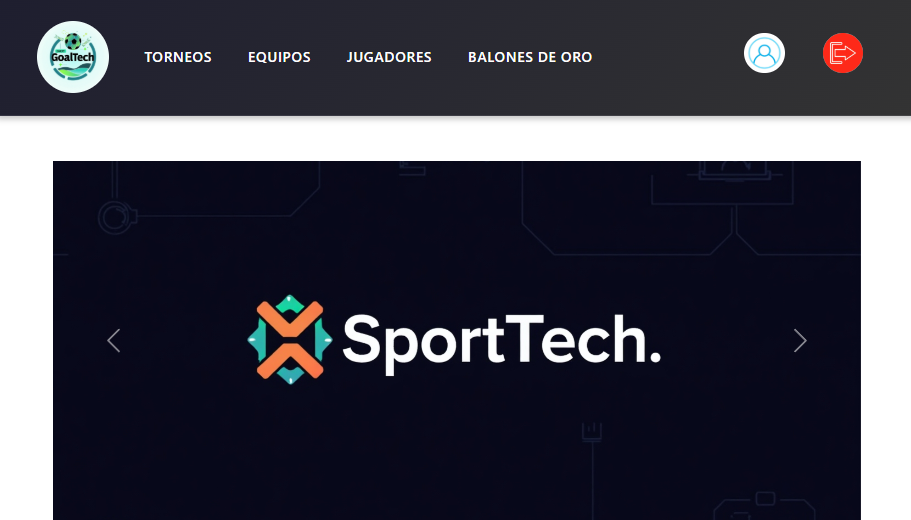 GoalTech
TORNEOS
EQUIPOS
JUGADORES
BALONES DE ORO
SportTech.